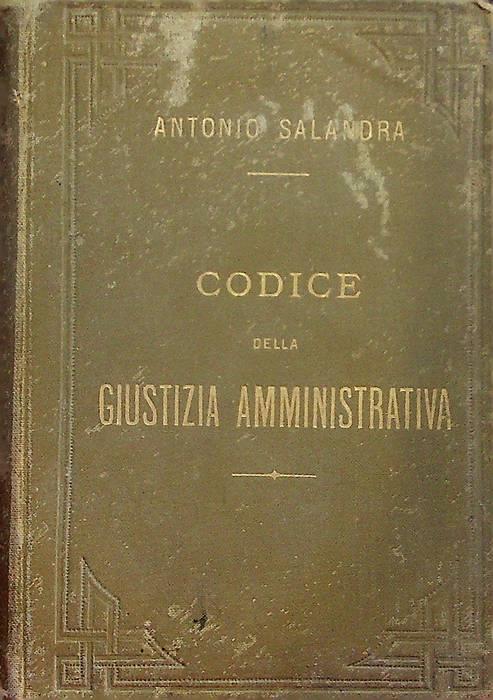 ANTONIO SALANDRA
CODICE
DELLA
GIUSTIZIA AMMINISTRATIVA